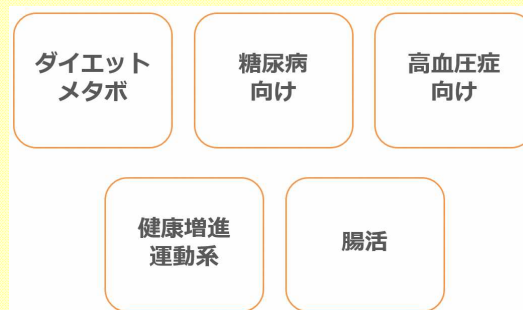 ダイエット
メタボ
糖尿病
向け
高血圧症
向け
健康増進
運動系
腸活